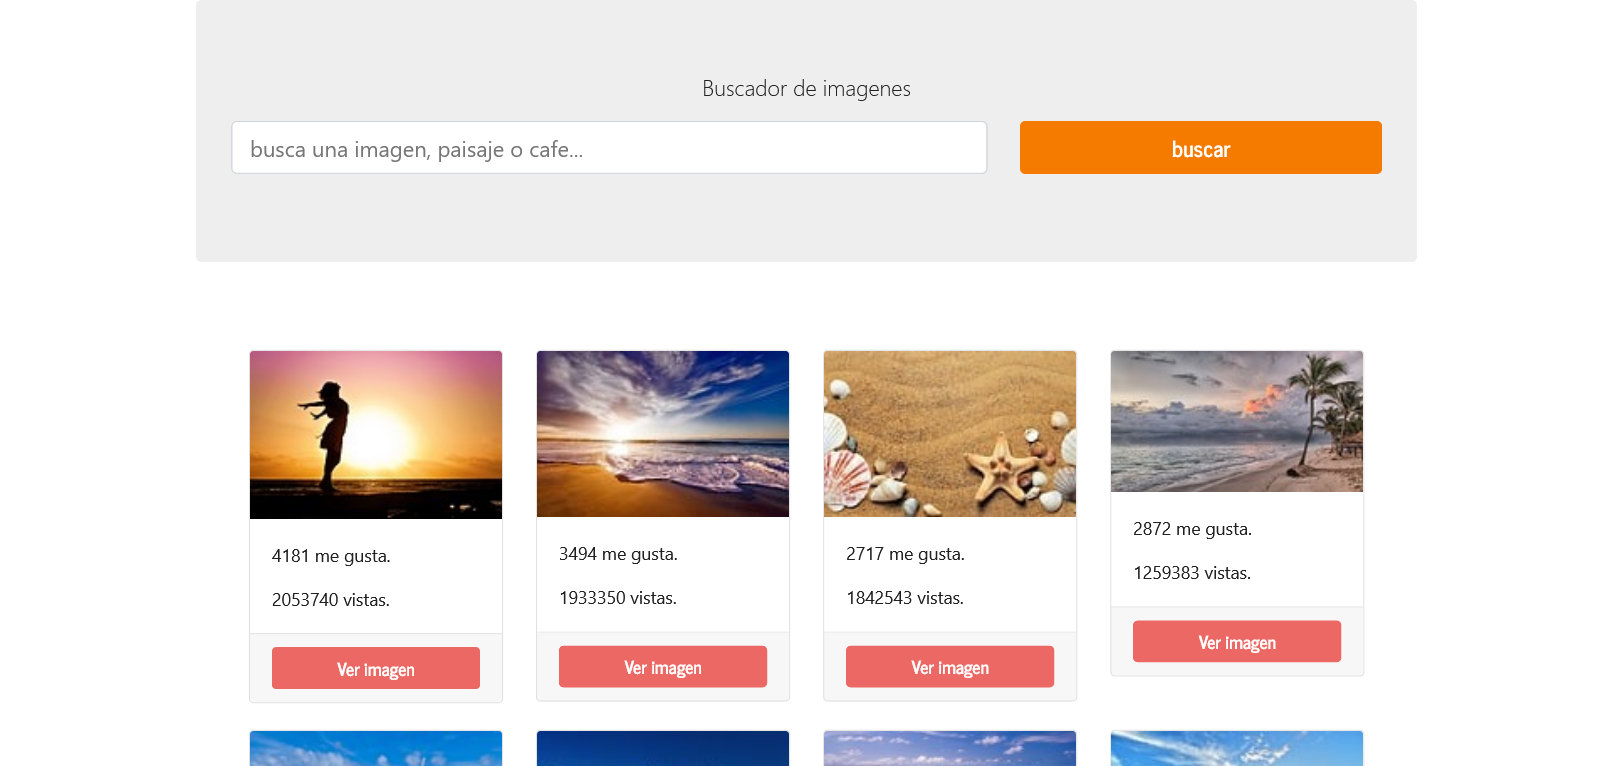 Buscador de imagenes
busca una imagen, paisaje o cafe...
buscar
4181 me gusta.
2053740 vistas.
Ver imagen
3494 me gusta.
1933350 vistas.
Ver imagen
2717 me gusta.
1842543 vistas.
Ver imagen
2872 me gusta.
1259383 vistas.
Ver imagen